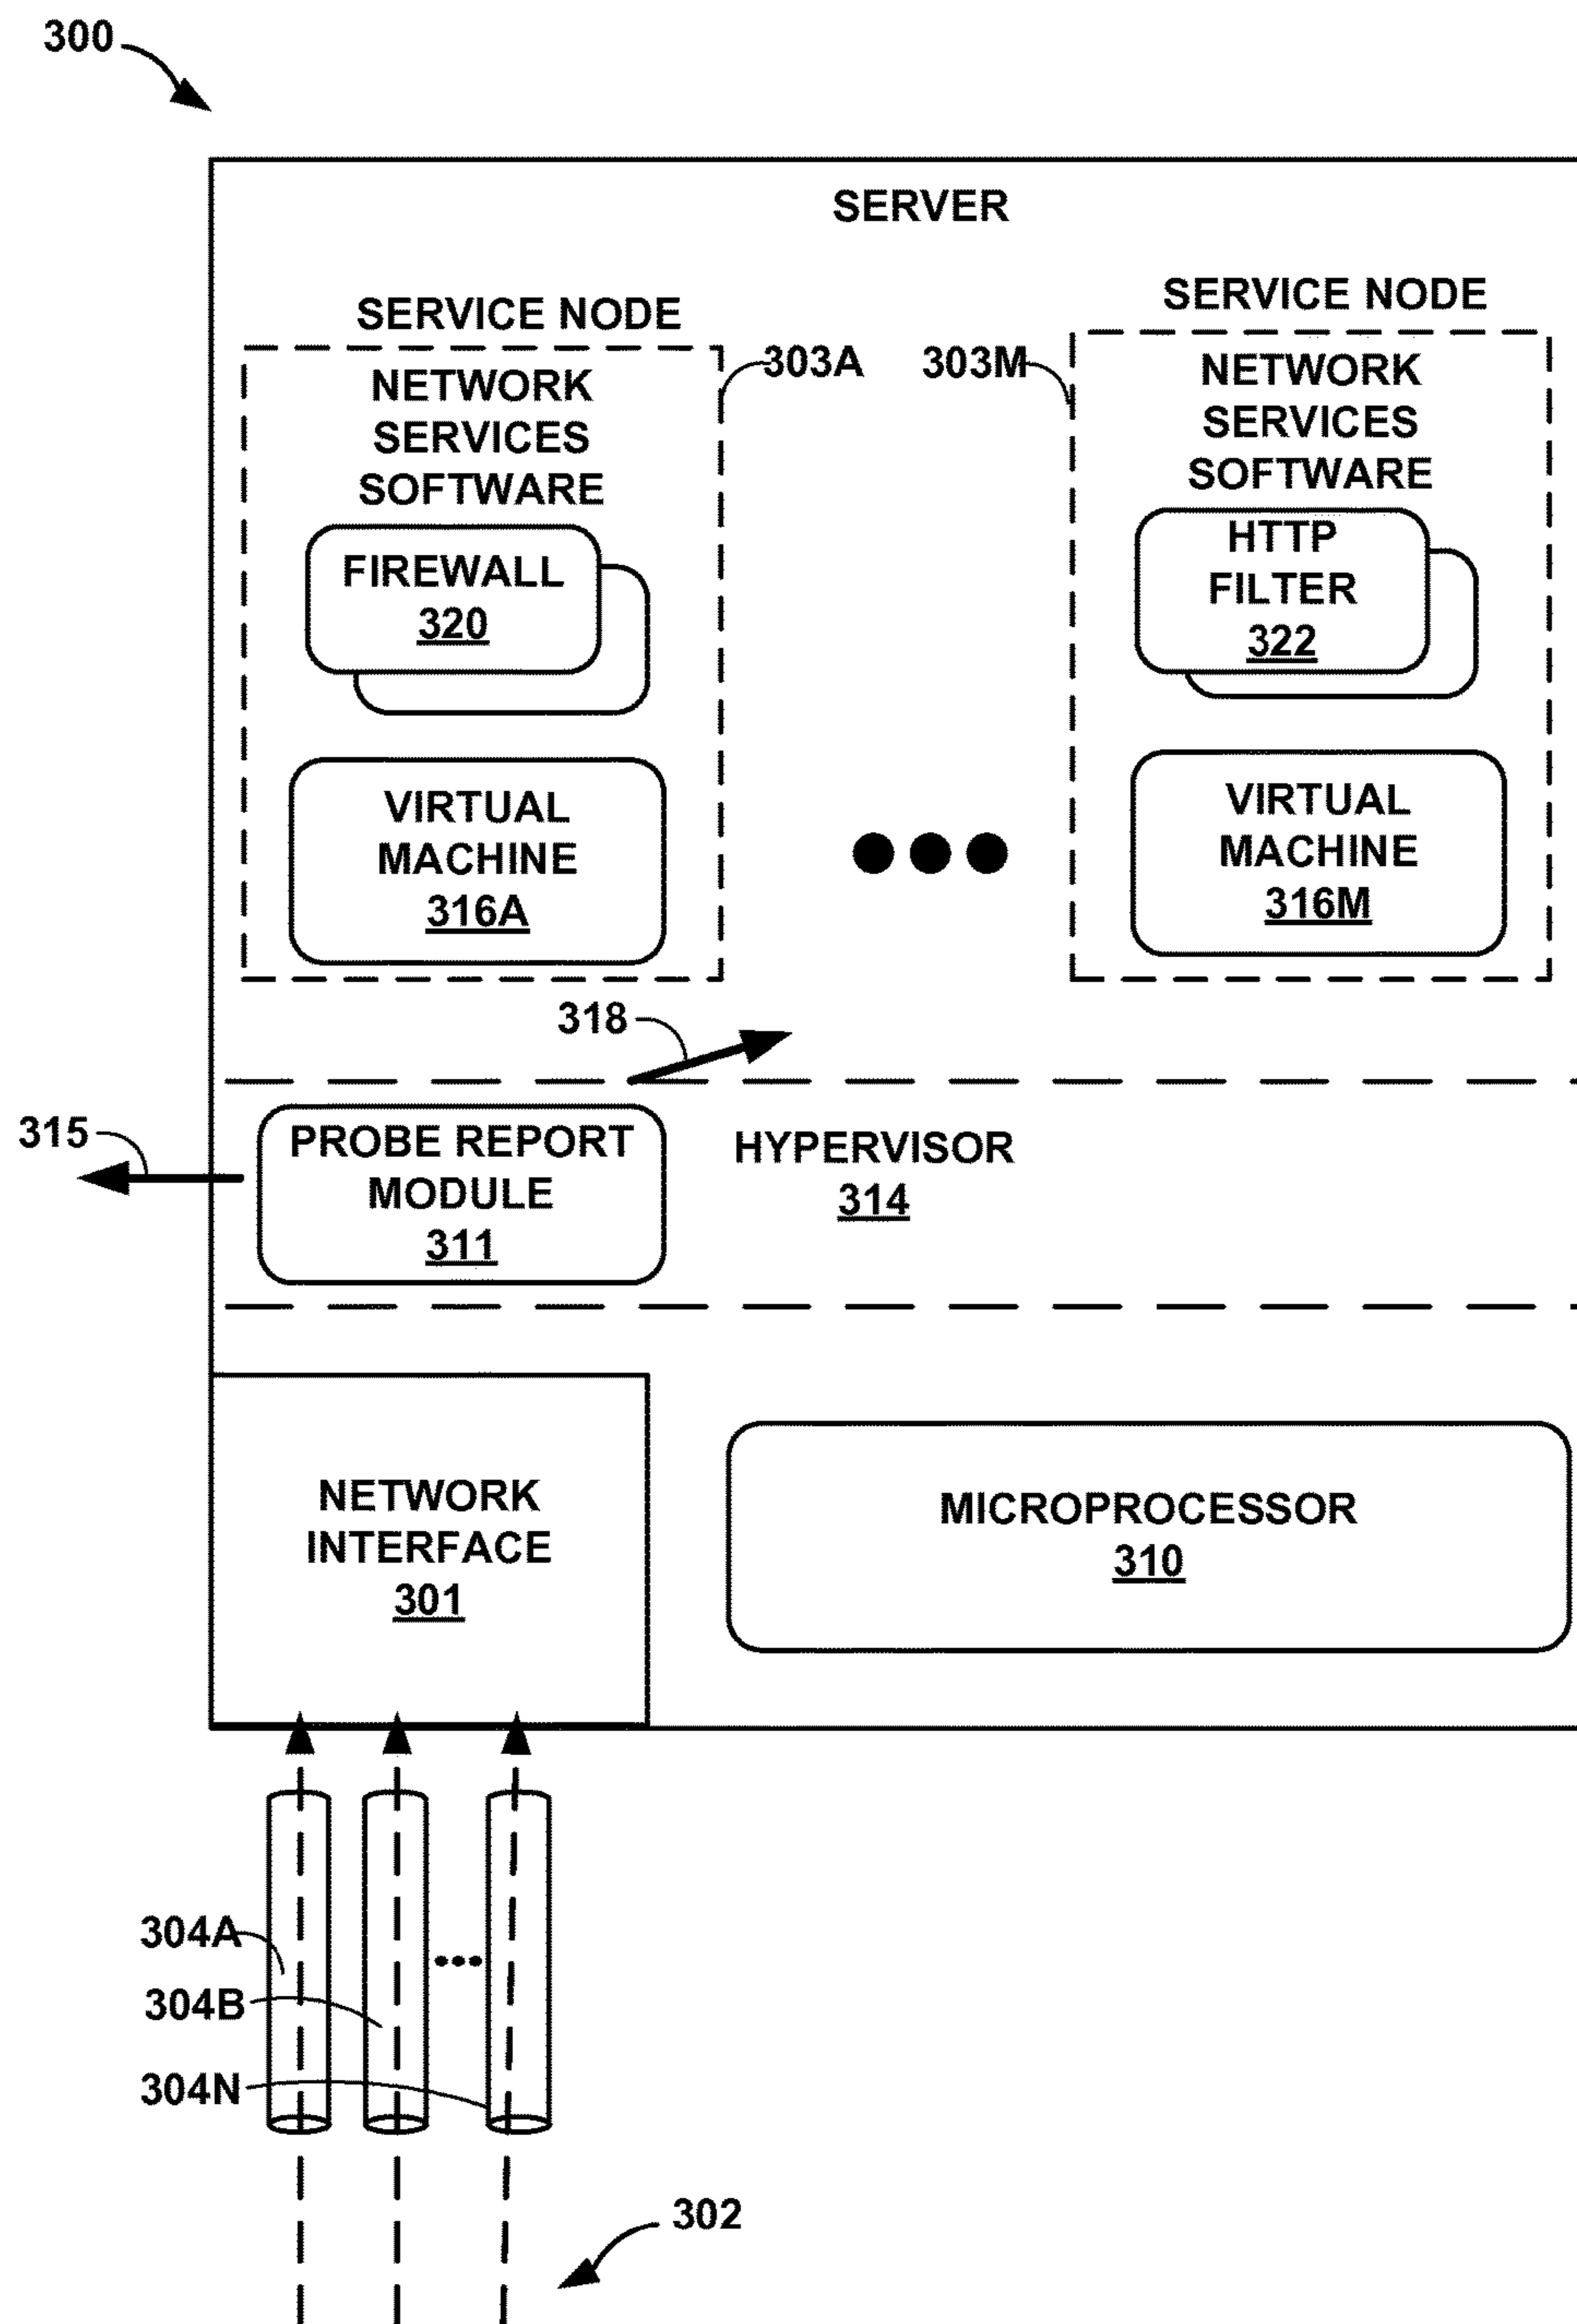 300
SERVER
SERVICE NODE
SERVICE NODE
303A
303M
NETWORK
SERVICES
SOFTWARE
FIREWALL
320
VIRTUAL
MACHINE
316A
NETWORK
SERVICES
SOFTWARE
HTTP
FILTER
322
VIRTUAL
MACHINE
316M
318
315
PROBE REPORT
MODULE
311
HYPERVISOR
314
NETWORK
INTERFACE
301
MICROPROCESSOR
310
304A
304B
304N
302